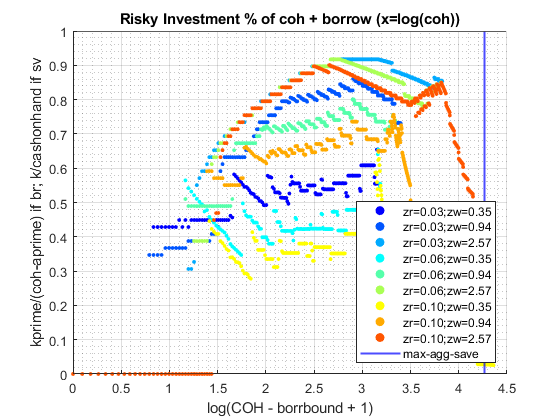 Risky Investment % of coh + borrow (x=log(coh))
kprime/(coh-aprime) if br; k/cashonhand if sv
1
0.9
0.8
0.7
0.6
0.5
0.4
0.3
0.2
0.1
0
zr=0.03;zw=0.35
zr=0.03;zw=0.94
zr=0.03;zw=2.57
zr=0.06;zw=0.35
zr=0.06;zw=0.94
zr=0.06;zw=2.57
zr=0.10;zw=0.35
zr=0.10;zw=0.94
zr=0.10;zw=2.57
max-agg-save
0 0.5 1 1.5 2 2.5 3 3.5 4 4.5
log(COH - borrbound + 1)